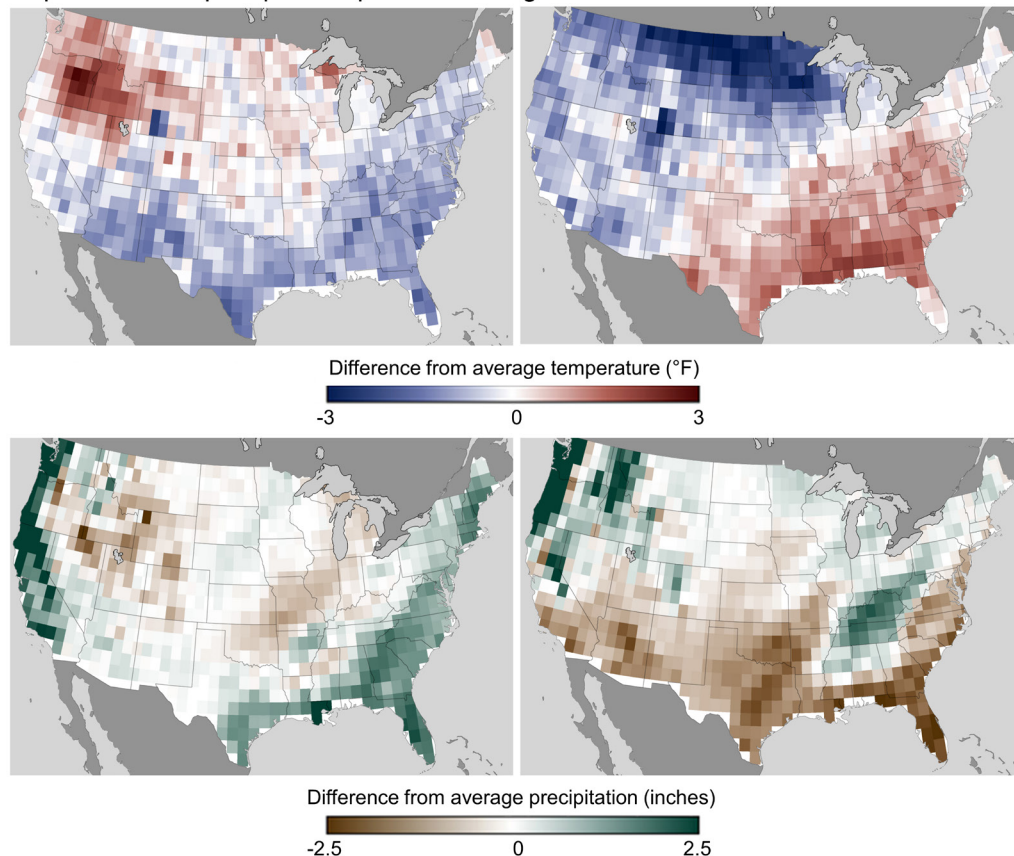 Difference from average temperature (°F)
-3 0 3
Difference from average precipitation (inches)
-2.5 0 2.5